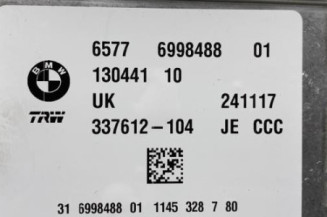 6577 6998488 01
BMW
130441 10
UK 241117
TRW
337612-104 JE CCC
31 6998488 01 1145 328 7 80